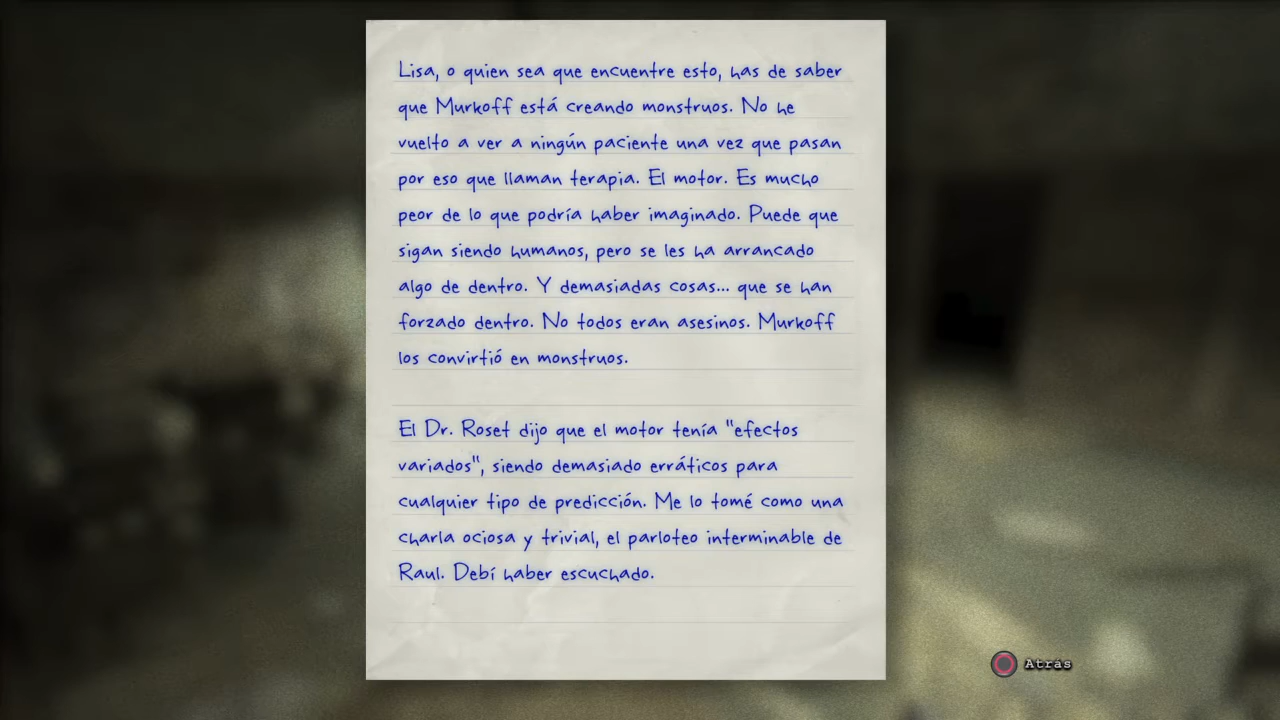 Lisa, o quien sea que encuentre esto, has de saber
que Murkoff está creando monstruos. No he
vuelto a ver a ningún paciente una vez que pasan
por eso que llaman terapia. El motor. Es mucho
peor de lo que podría haber imaginado. Puede que
sigan siendo humanos, pero se les ha arrancado
algo de dentro. Y demasiadas cosas... que se han
forzado dentro. No todos eran asesinos. Murkoff
los convirtió en monstruos.
El Dr. Roset dijo que el motor tenía "efectos
variados", siendo demasiado erráticos para
cualquier tipo de predicción. Me lo tomé como una
charla ociosa y trivial, el parloteo interminable de
Raul. Debí haber escuchado.
Atrás